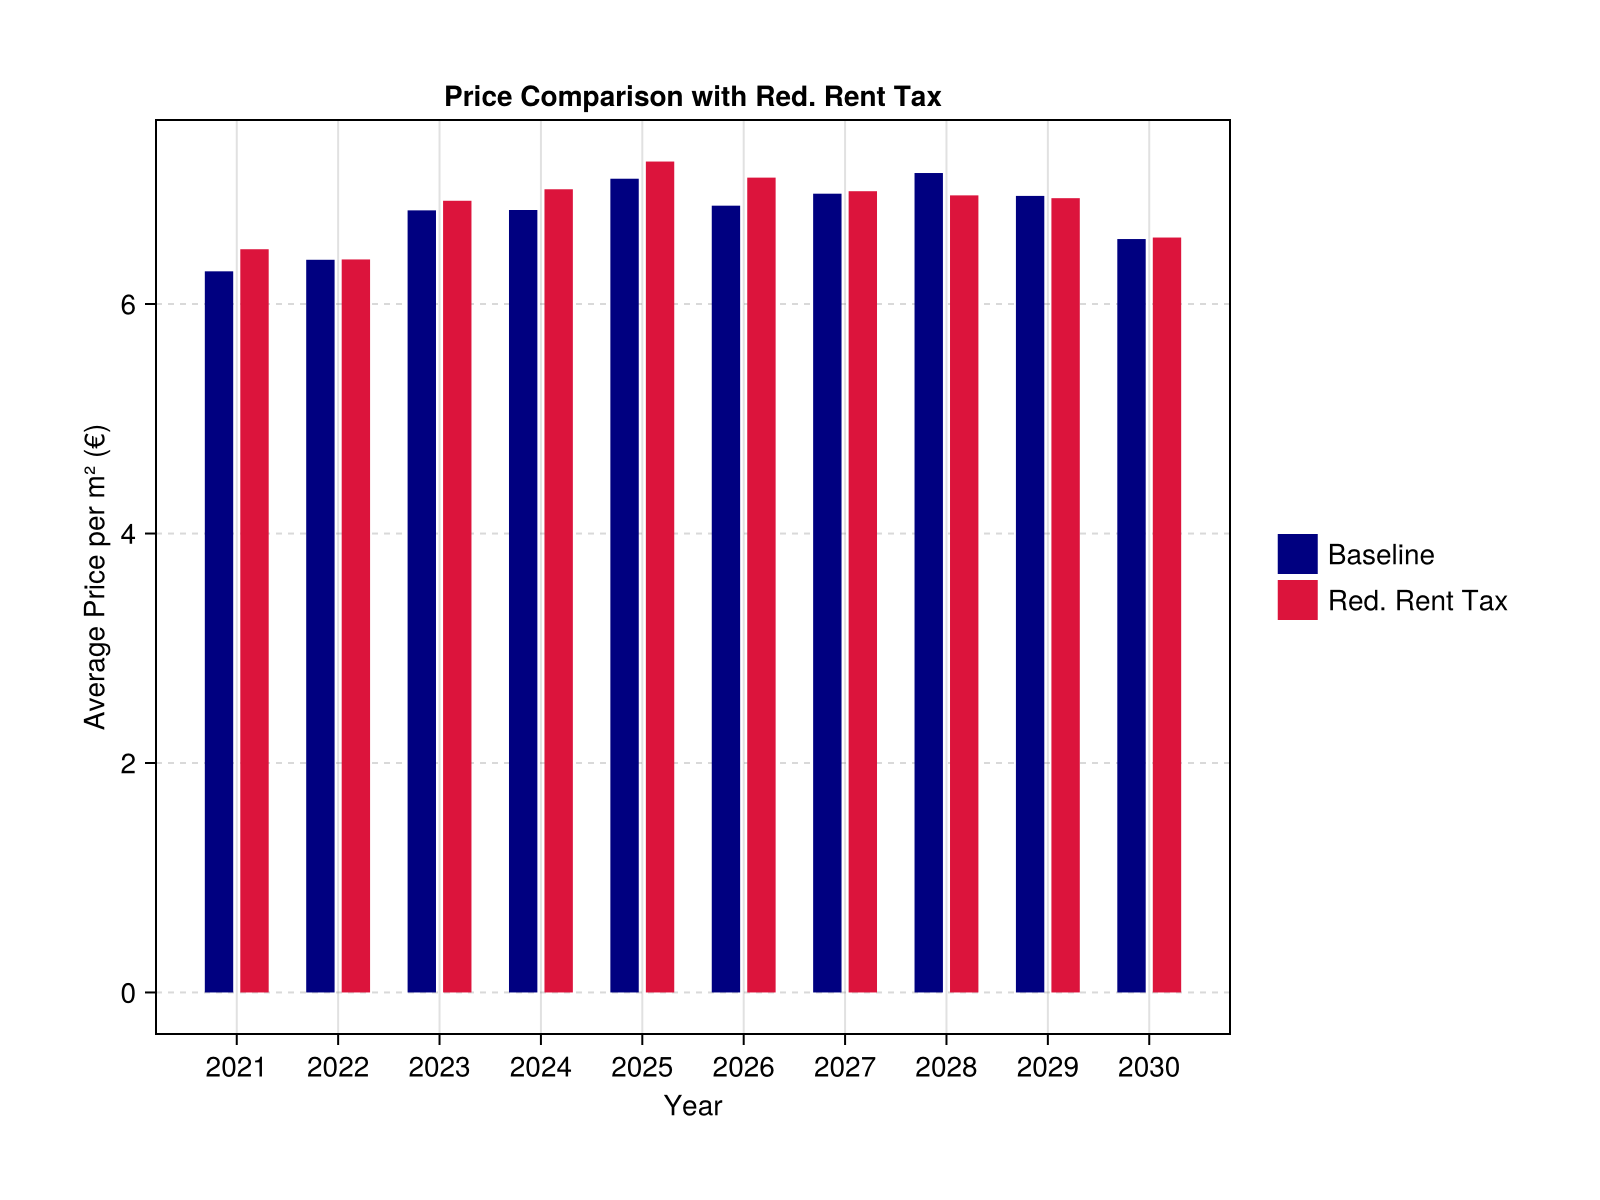 Price Comparison with Red. Rent Tax
Average Price per m² (€)
6
4
2
0
2021 2022 2023 2024 2025 2026 2027 2028 2029 2030
Year
Baseline
Red. Rent Tax